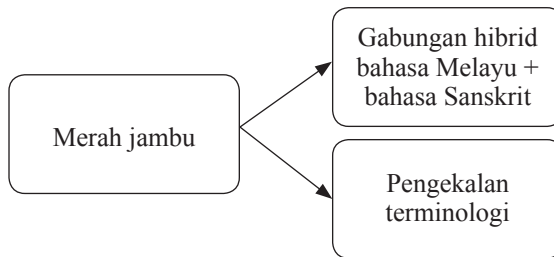 Merah jambu
Gabungan hibrid
bahasa Melayu +
bahasa Sanskrit
Pengekalan
terminologi